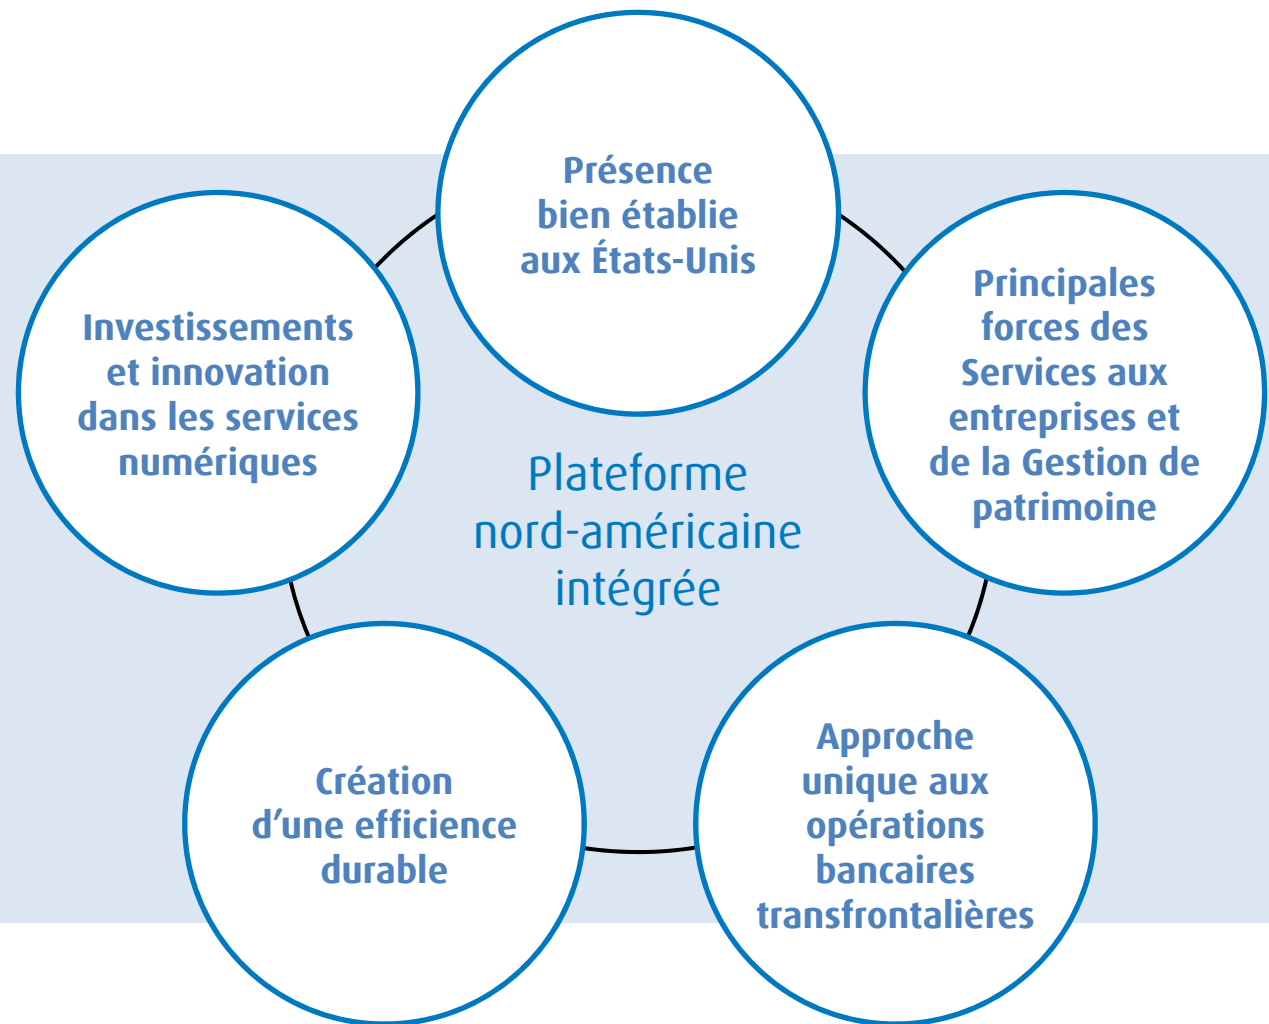 Présence
bien établie
aux États-Unis
Principales
forces des
Services aux
entreprises et
de la Gestion de
patrimoine
Investissements
et innovation
dans les services
numériques
Plateforme
nord-américaine
intégrée
Approche
unique aux
opérations
bancaires
transfrontalières
Création
d’une efficience
durable